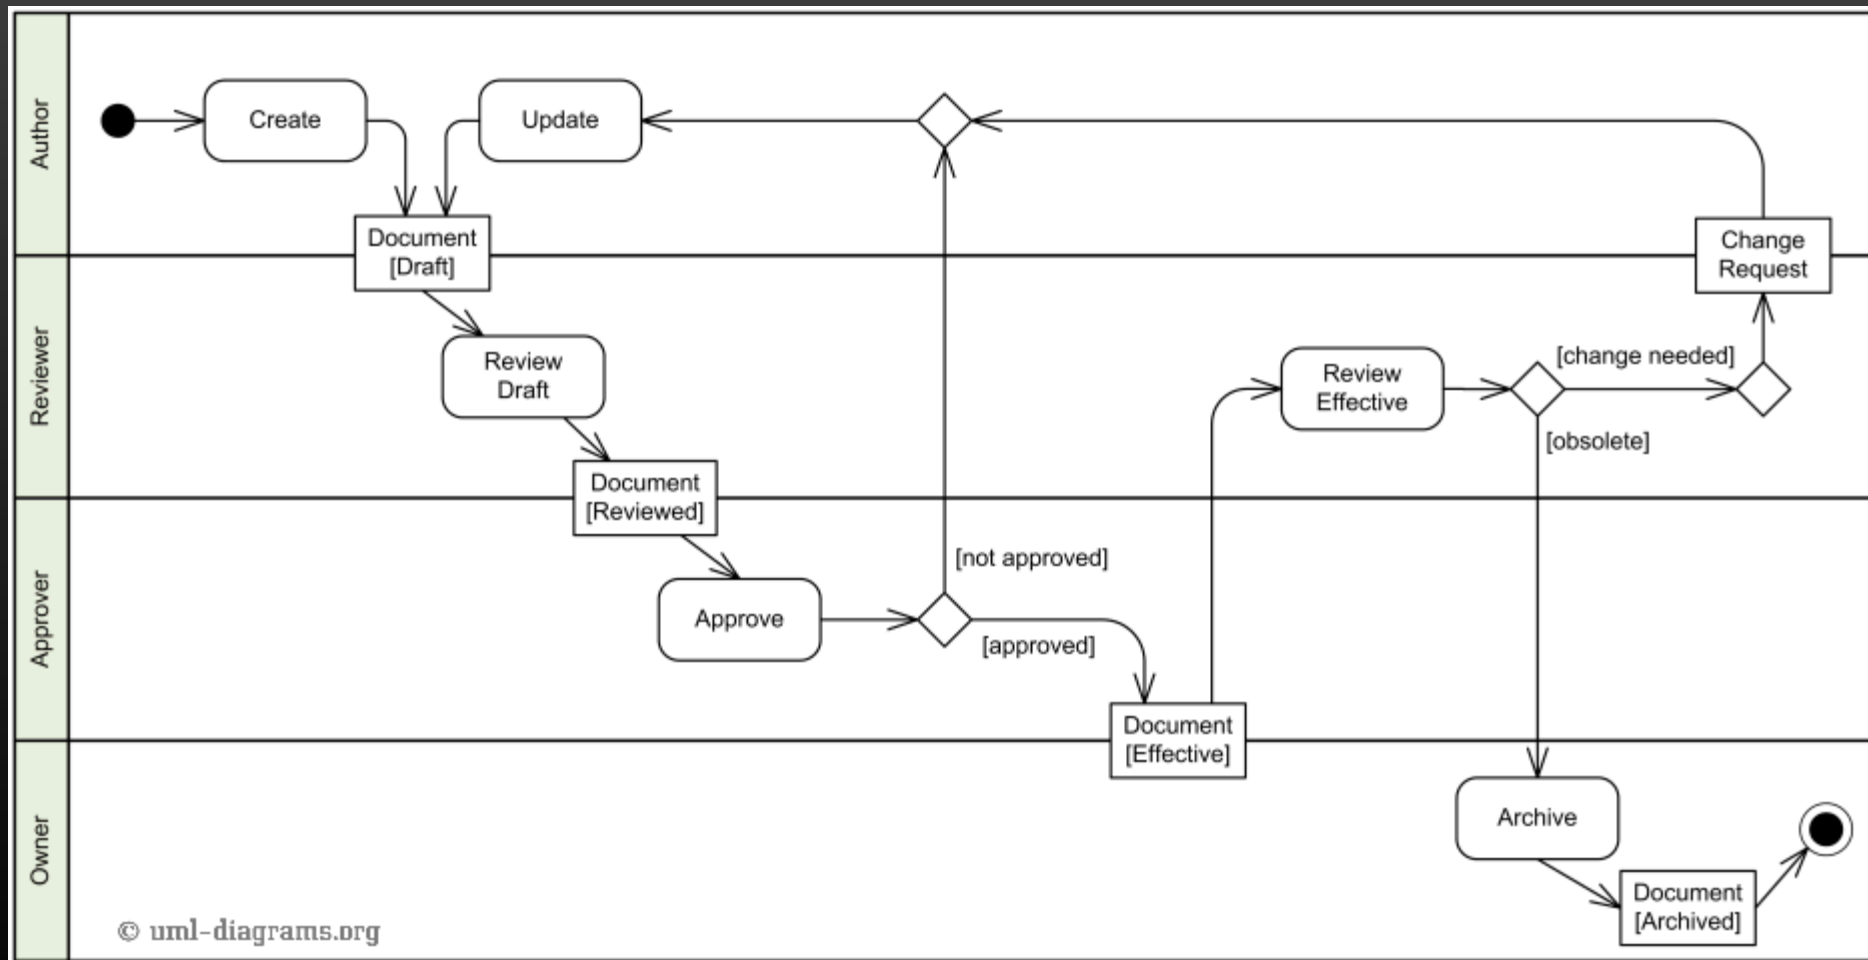 Author
Create
Update
Document
[Draft]
Change
Request
Reviewer
Review
Draft
Review
Effective
[change needed]
[obsolete]
Document
[Reviewed]
Approver
[not approved]
Approve
[approved]
Document
[Effective]
Owner
Archive
Document
[Archived]
© uml-diagrams.org